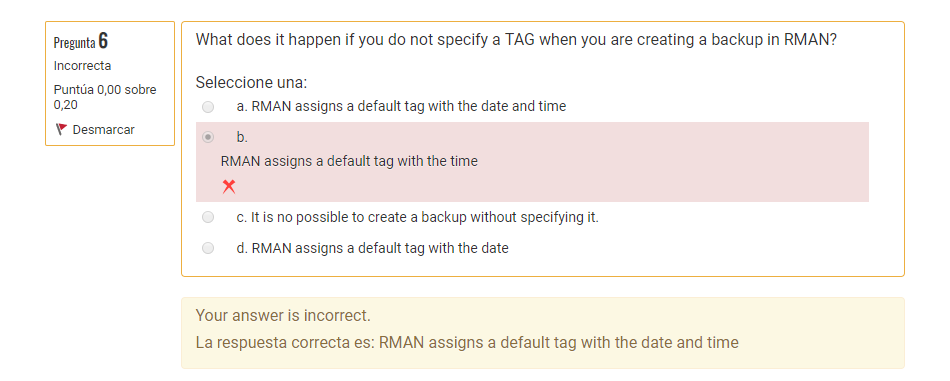 Pregunta 6
Incorrecta
Puntúa 0,00 sobre
0,20
Desmarcar
What does it happen if you do not specify a TAG when you are creating a backup in RMAN?
Seleccione una:
a. RMAN assigns a default tag with the date and time
b.
RMAN assigns a default tag with the time
c. It is no possible to create a backup without specifying it.
d. RMAN assigns a default tag with the date
Your answer is incorrect.
La respuesta correcta es: RMAN assigns a default tag with the date and time